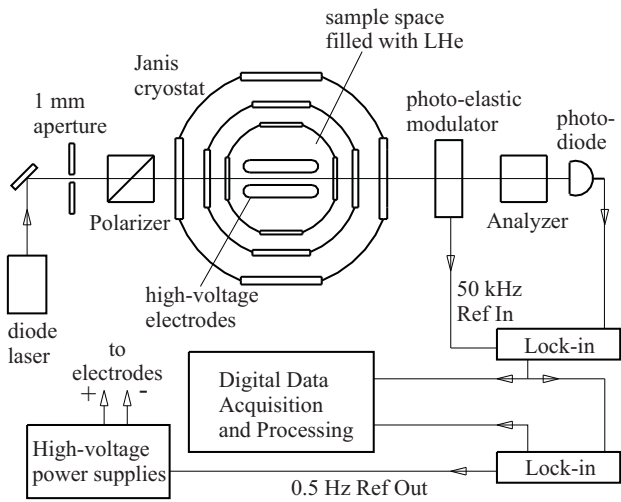 sample space
filled with LHe
Janis
cryostat
1 mm
aperture
photo-elastic
modulator
photo-
diode
Polarizer
Analyzer
high-voltage
electrodes
diode
laser
50 kHz
Ref In
Lock-in
to
electrodes
+ -
Digital Data
Acquisition
and Processing
High-voltage
power supplies
Lock-in
0.5 Hz Ref Out